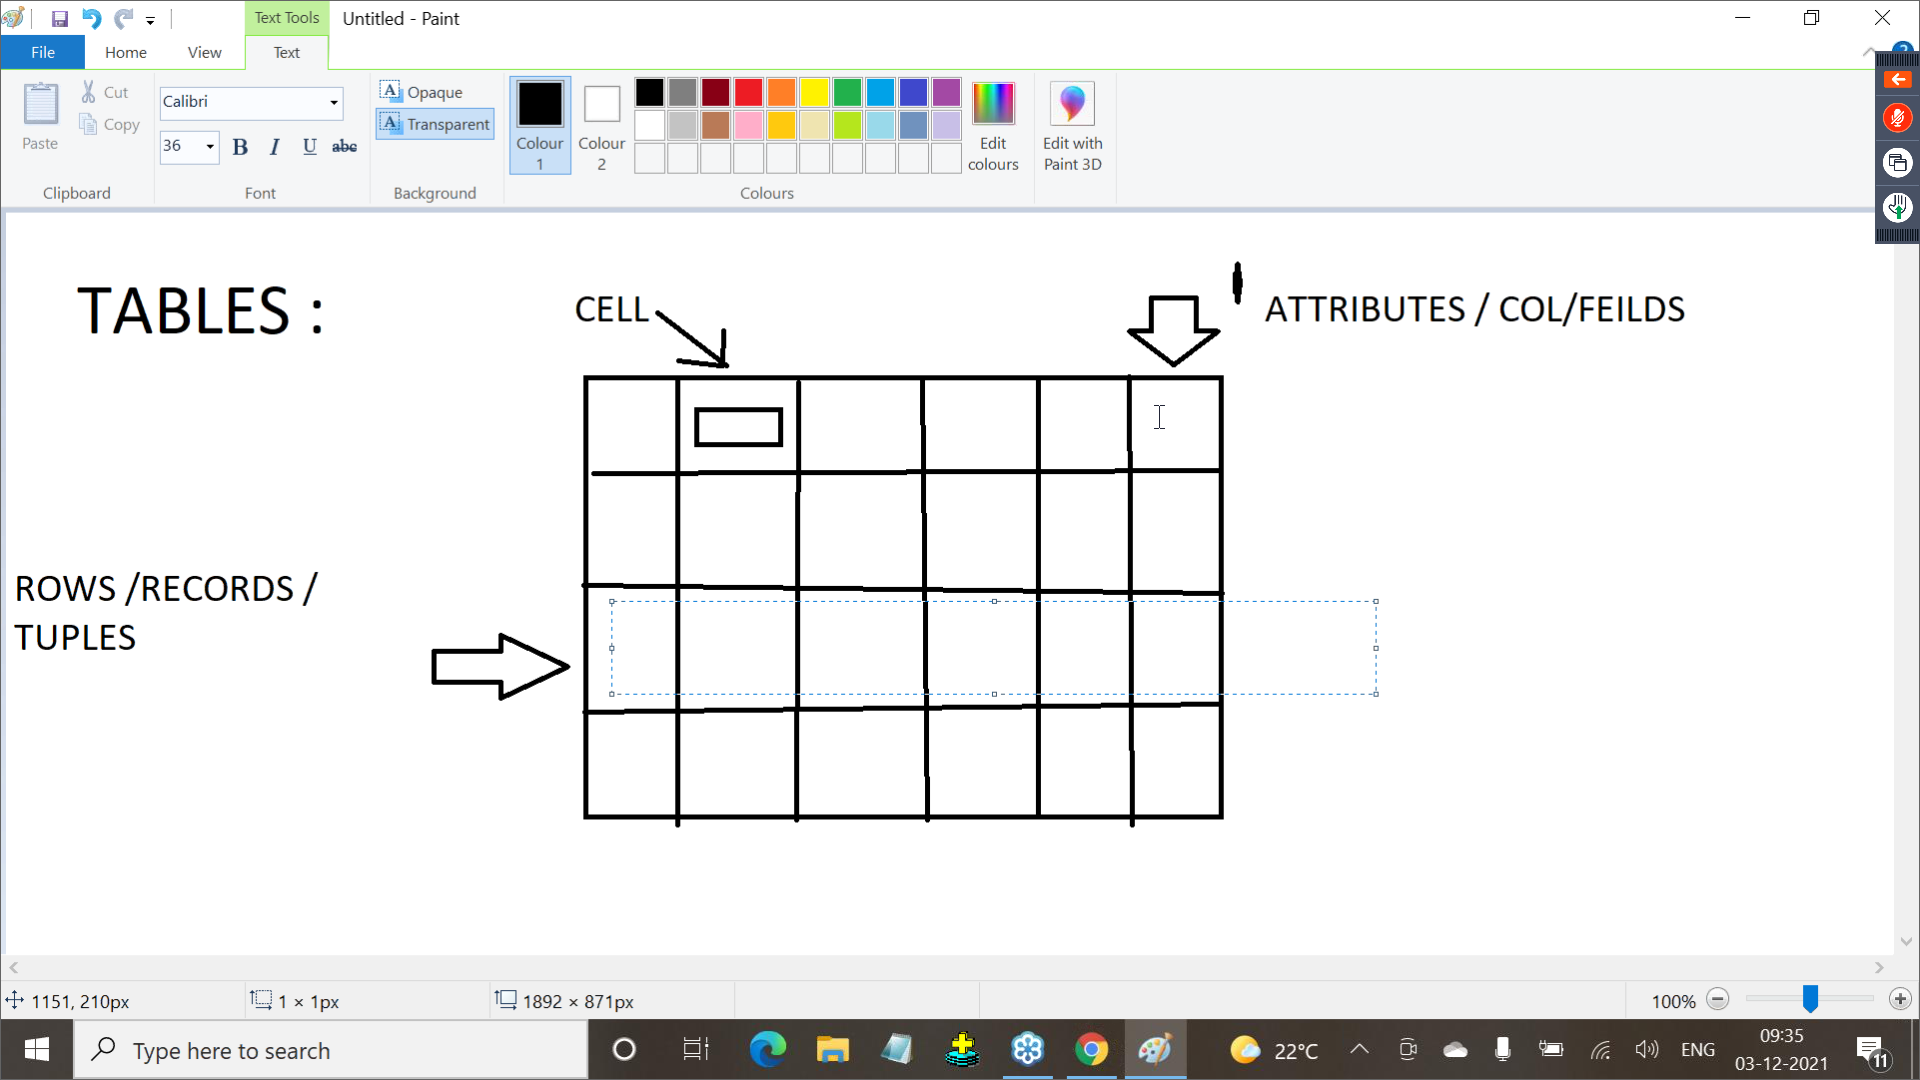 Text Tools
Untitled - Paint
File
Home
View
Text
Paste
Cut
Copy
Calibri
36
B
I
U
abc
A Opaque
A Transparent
Colour
1
Colour
2
Edit
colours
Edit with
Paint 3D
Clipboard
Font
Background
Colours
TABLES :
CELL
ATTRIBUTES / COL/FEILDS
ROWS /RECORDS /
TUPLES
1151, 210px
1 × 1px
1892 × 871px
100%
Type here to search
22°C
ENG
09:35
03-12-2021
11